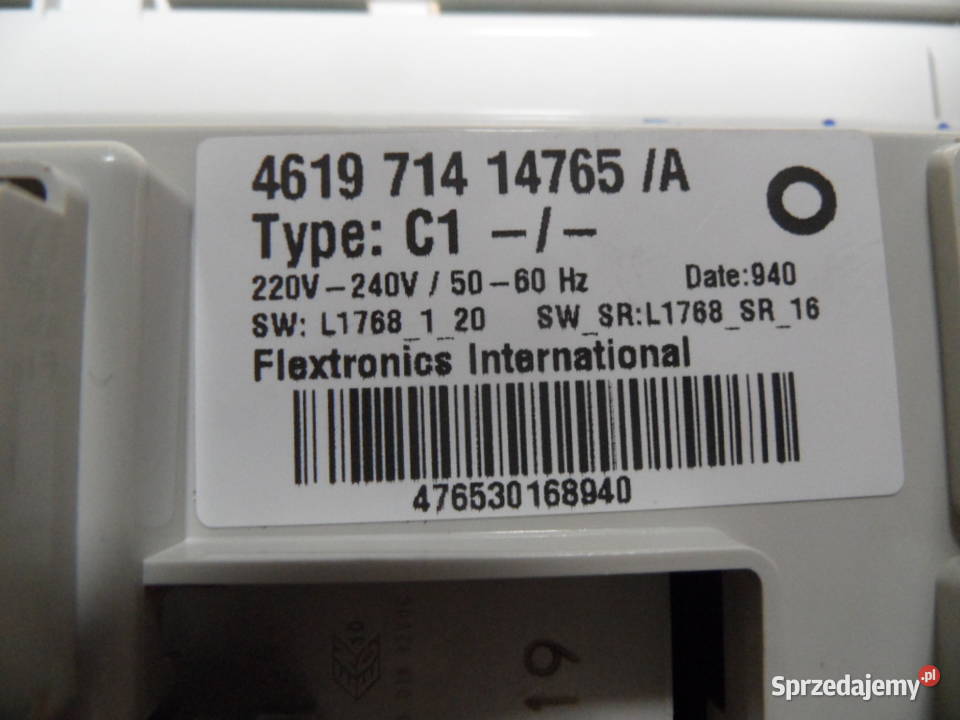 4619 714 14765 /A
Type: C1 –/–
220V–240V / 50–60 Hz Date:940
SW: L1768_1_20 SW_SR:L1768_SR_16
Flextronics International
476530168940
19
Sprzedajemy.pl